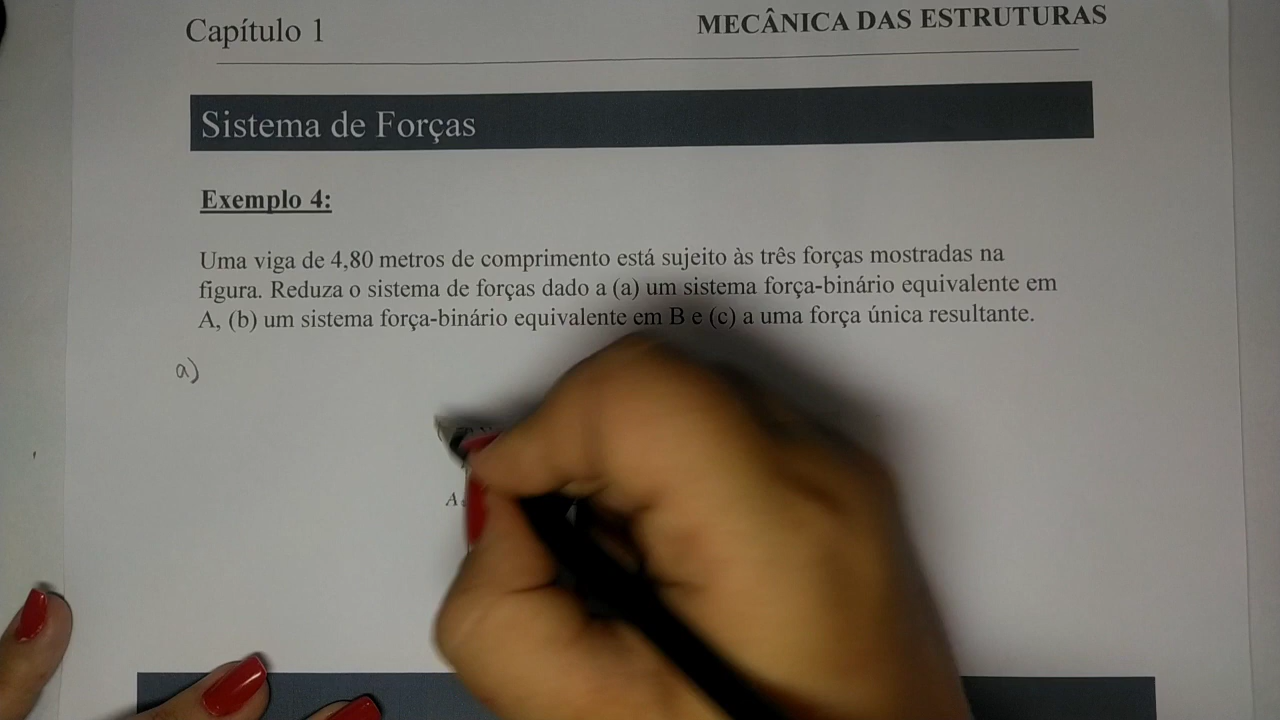 Capítulo 1
MECÂNICA DAS ESTRUTURAS
Sistema de Forças
Exemplo 4:
Uma viga de 4,80 metros de comprimento está sujeito às três forças mostradas na
figura. Reduza o sistema de forças dado a (a) um sistema força-binário equivalente em
A, (b) um sistema força-binário equivalente em B e (c) a uma força única resultante.
a)
A